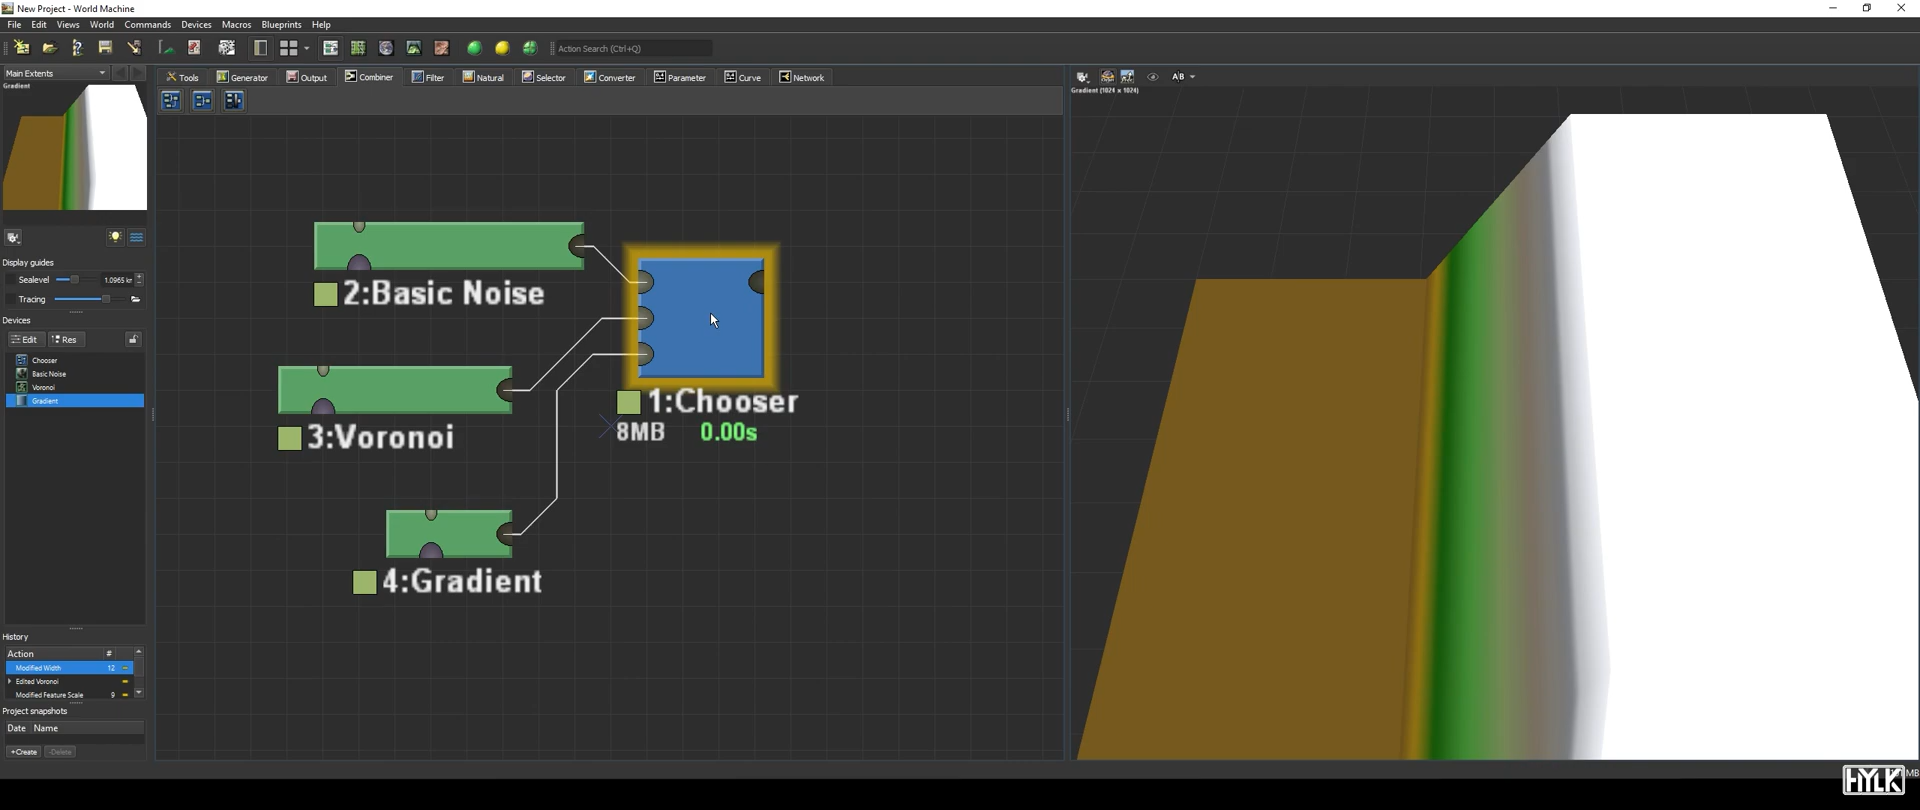 New Project - World Machine
File Edit Views World Commands Devices Macros Blueprints Help
Action Search (Ctrl+Q)
Main Extents
Tools Generator Output Combiner Filter Natural Selector Converter Parameter Curve Network
AB
Gradient
Gradient (1024 x 1024)
2:Basic Noise
3:Voronoi
4:Gradient
1:Chooser
8MB 0.00s
Display guides
Sealevel 1.0965 kr
Tracing
Devices
Edit Res
Chooser
Basic Noise
Voronoi
Gradient
History
Action #
Modified Width 12
Edited Voronoi
Modified Feature Scale 9
Project snapshots
Date Name
+Create -Delete
HYLK
MB